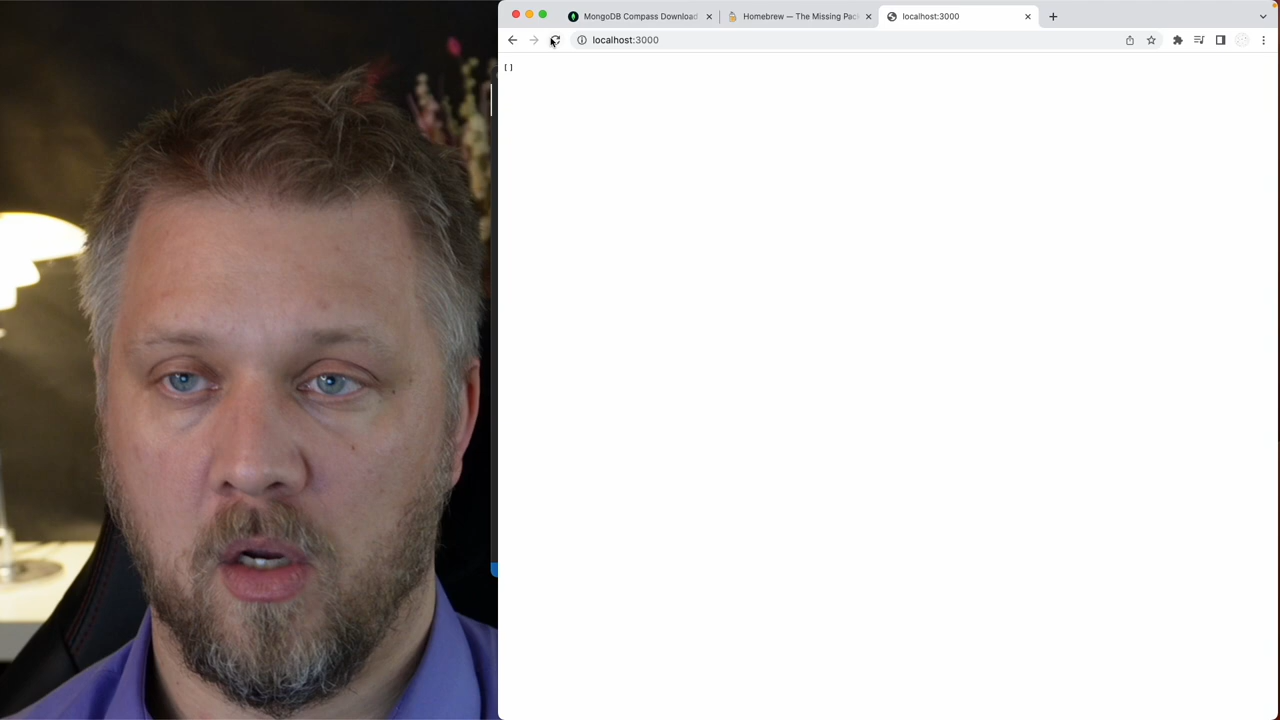 MongoDB Compass Download
Homebrew — The Missing Pac
localhost:3000
localhost:3000
[]